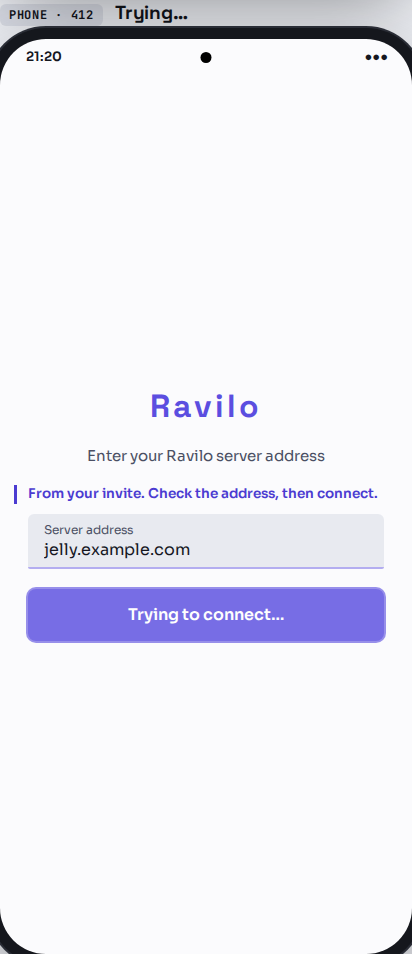 PHONE · 412
Trying...
21:20
Ravilo
Enter your Ravilo server address
From your invite. Check the address, then connect.
Server address
jelly.example.com
Trying to connect...